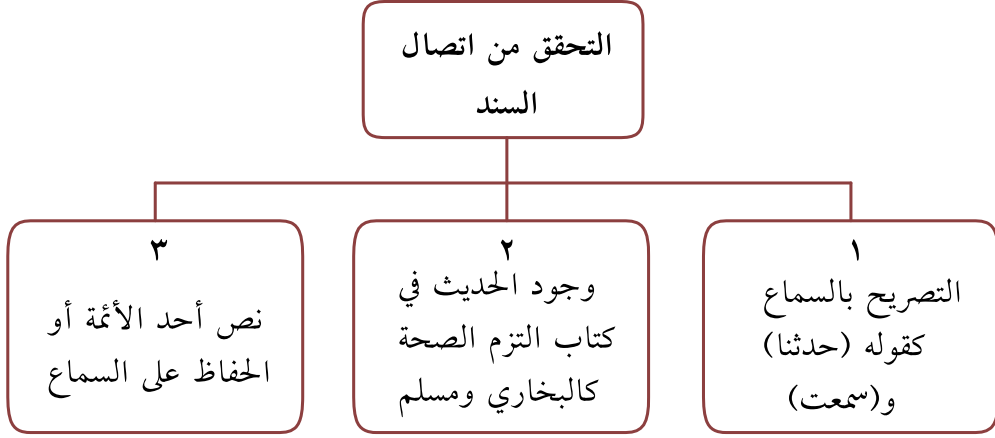 التحقق من اتصال
السند
١
التصريح بالسماع
كقوله (حدثنا)
و(سمعت)
٢
وجود الحديث في
كتاب التزم الصحة
كالبخاري ومسلم
٣
نص أحد الأئمة أو
الحفاظ على السماع